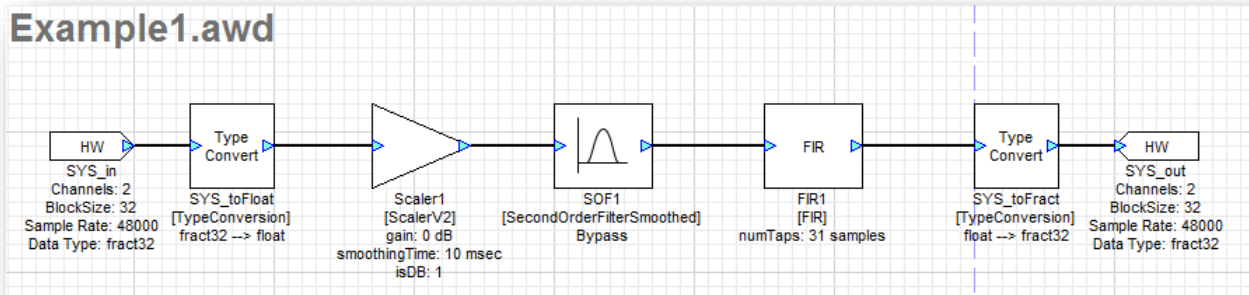 Example1.awd
HW
SYS_in
Channels: 2
BlockSize: 32
Sample Rate: 48000
Data Type: fract32
Type
Convert
SYS_toFloat
[TypeConversion]
fract32 --> float
Scaler1
[ScalerV2]
gain: 0 dB
smoothingTime: 10 msec
isDB: 1
SOF1
[SecondOrderFilterSmoothed]
Bypass
FIR
FIR1
[FIR]
numTaps: 31 samples
Type
Convert
SYS_toFract
[TypeConversion]
float --> fract32
HW
SYS_out
Channels: 2
BlockSize: 32
Sample Rate: 48000
Data Type: fract32